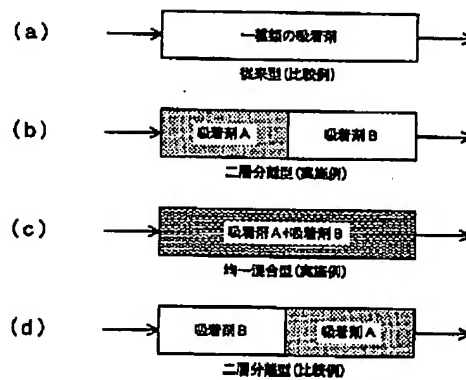 (a)
一種類の吸着剤
従来型(比較例)
(b)
吸着剤A 吸着剤B
二層分離型(実施例)
(c)
吸着剤A+吸着剤B
均一混合型(実施例)
(d)
吸着剤B 吸着剤A
二層分離型(比較例)